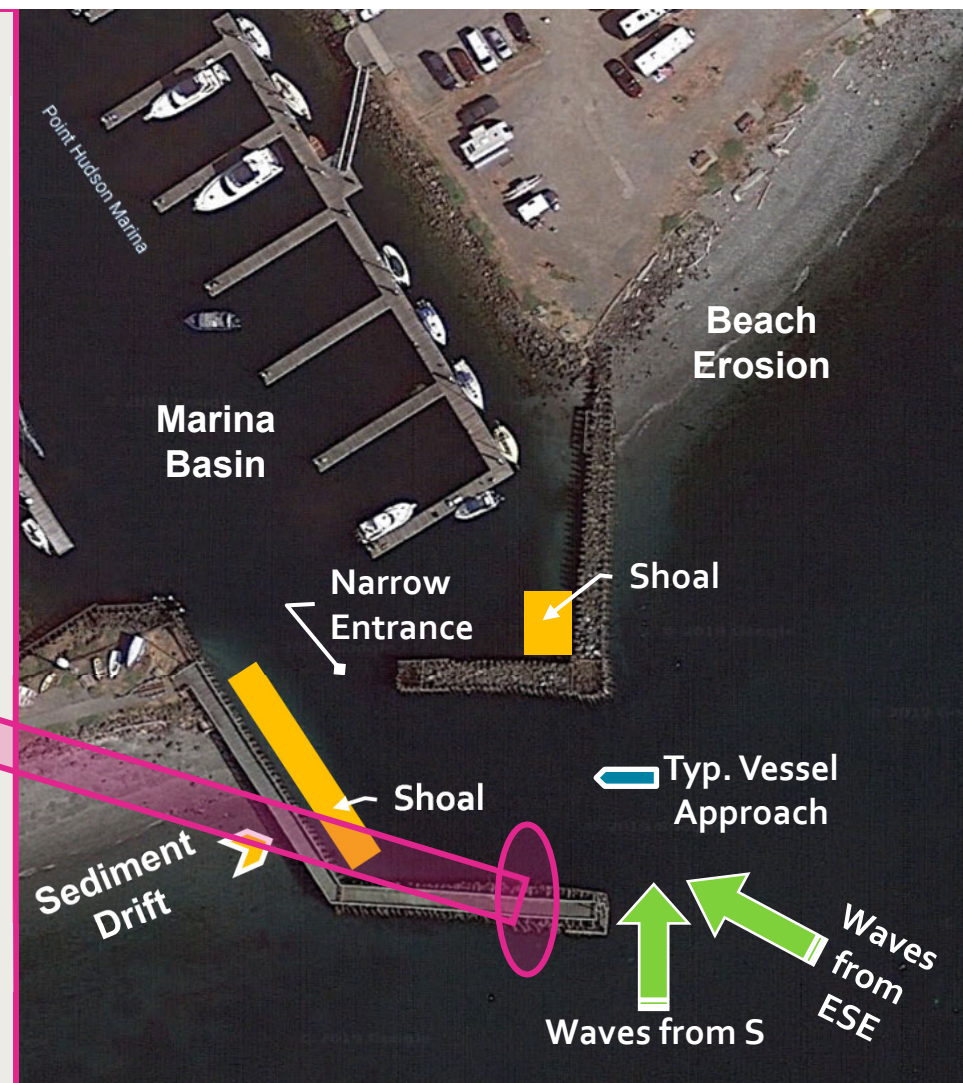 Point Hudson Marina
Beach
Erosion
Marina
Basin
Narrow
Entrance
Shoal
Shoal
Typ. Vessel
Approach
Sediment
Drift
Waves
from
ESE
Waves from S